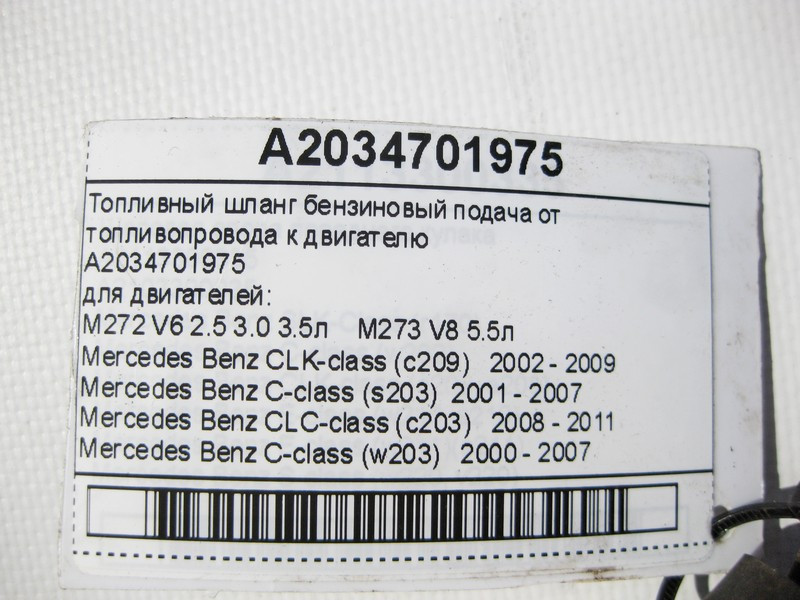 A2034701975
Топливный шланг бензиновый подача от
топливопровода к двигателю
A2034701975
для двигателей:
M272 V6 2.5 3.0 3.5л M273 V8 5.5л
Mercedes Benz CLK-class (c209) 2002 - 2009
Mercedes Benz C-class (s203) 2001 - 2007
Mercedes Benz CLC-class (c203) 2008 - 2011
Mercedes Benz C-class (w203) 2000 - 2007